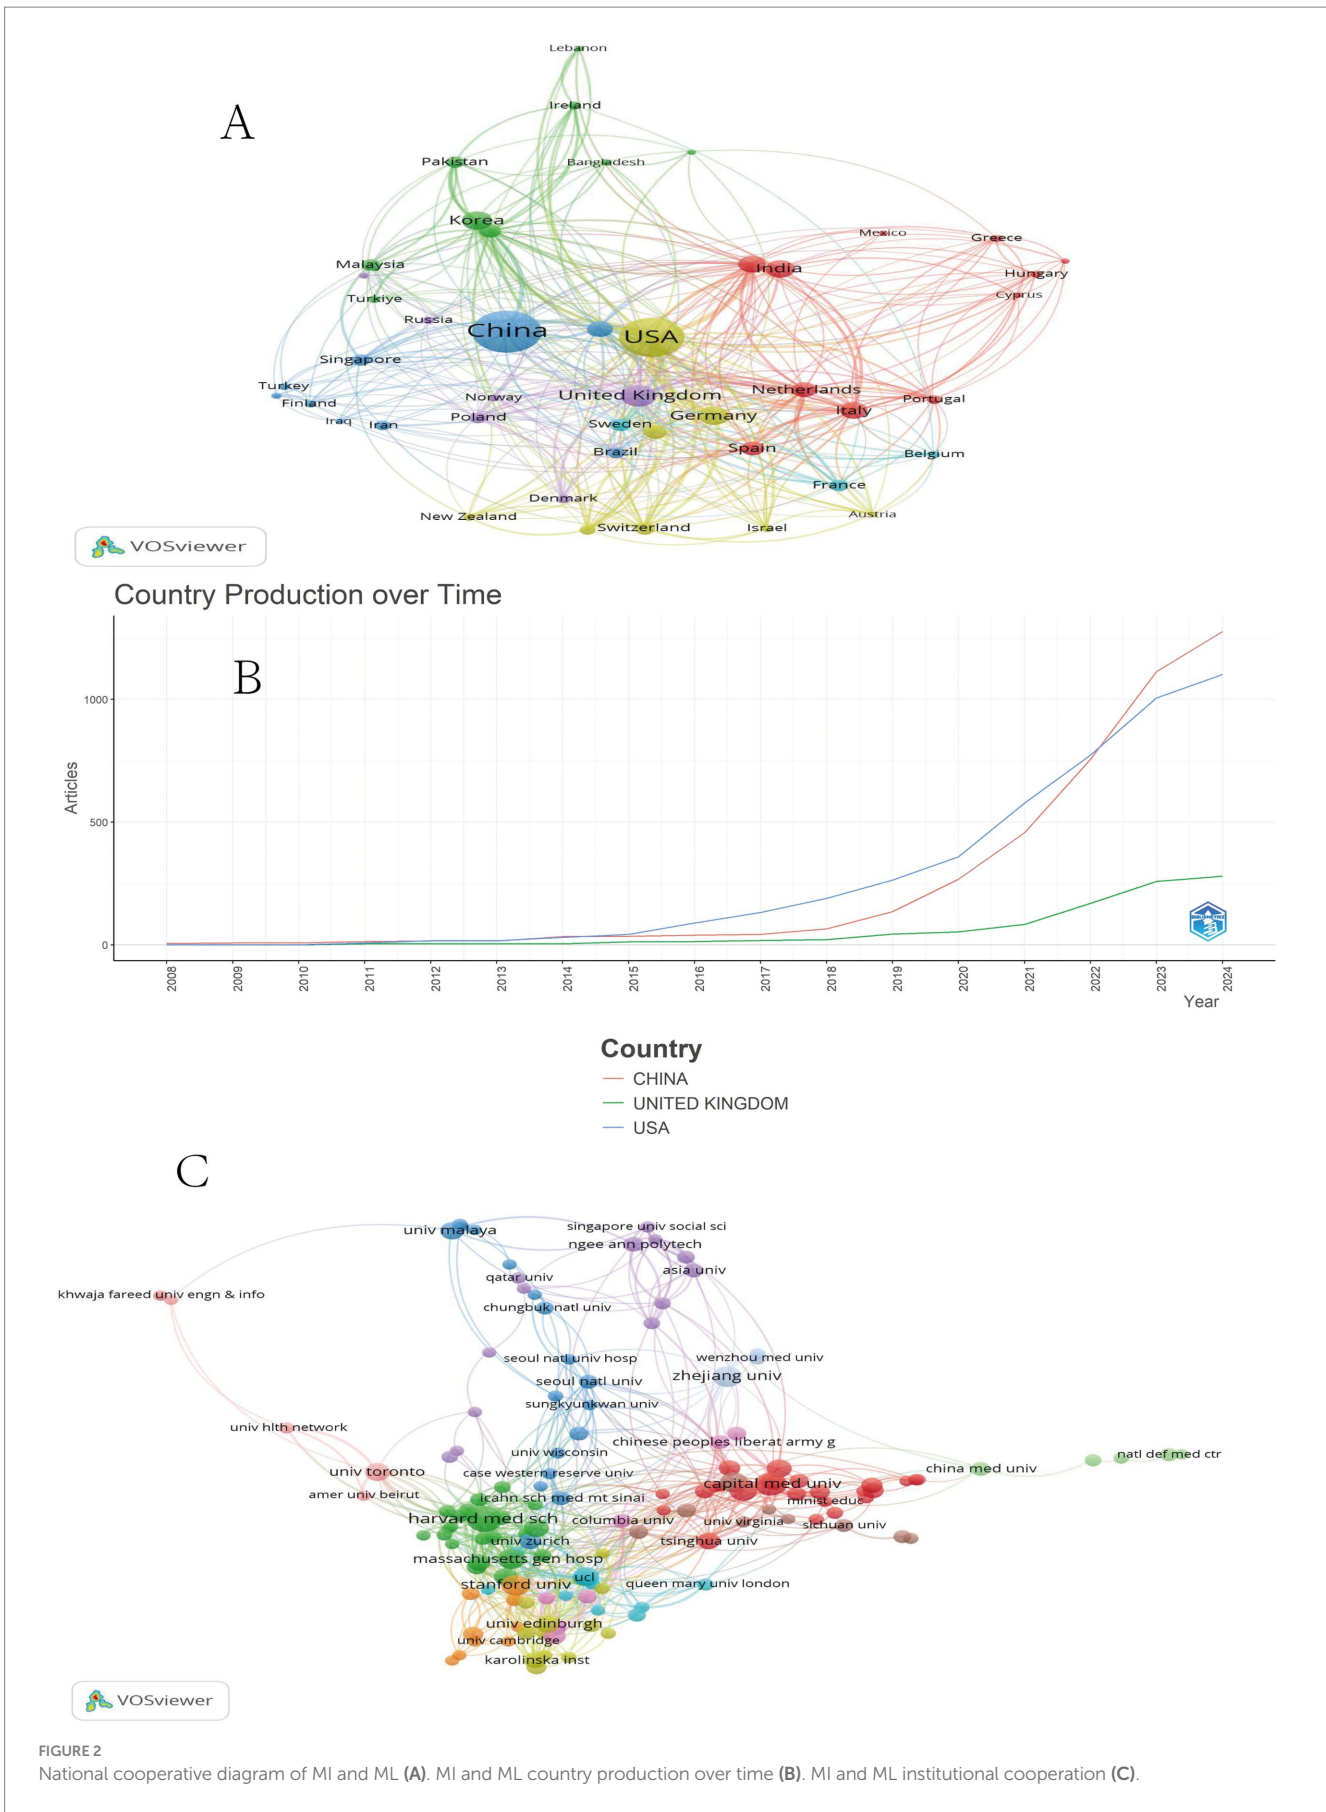 Lebanon
A
Ireland
Pakistan
Bangladesh
Korea
Mexico
Greece
Malaysia
India
Hungary
Turkiye
Cyprus
Russia
China
USA
Singapore
Turkey
Finland
Norway
United Kingdom
Netherlands
Portugal
Iraq
Iran
Poland
Sweden
Germany
Italy
Brazil
Spain
Belgium
France
Denmark
New Zealand
Switzerland
Israel
Austria
VOSviewer
Country Production over Time
B
1000
500
0
Articles
2008
2009
2010
2011
2012
2013
2014
2015
2016
2017
2018
2019
2020
2021
2022
2023
2024
Year
Country
CHINA
UNITED KINGDOM
USA
C
univ malaya
singapore univ social sci
ngee ann polytech
asia univ
qatar univ
khwaja fareed univ engn & info
chungbuk natl univ
seoul natl univ hosp
wenzhou med univ
seoul natl univ
zhejiang univ
sungkyunkwan univ
univ hlth network
chinese peoples liberat army g
univ wisconsin
natl def med ctr
univ toronto
case western reserve univ
china med univ
capital med univ
amer univ beirut
icahn sch med mt sinai
minist educ
harvard med sch
columbia univ
univ virginia
sichuan univ
univ zurich
tsinghua univ
massachusetts gen hosp
stanford univ
ucl
queen mary univ london
univ edinburgh
univ cambridge
karolinska inst
VOSviewer
FIGURE 2
National cooperative diagram of MI and ML (A). MI and ML country production over time (B). MI and ML institutional cooperation (C).